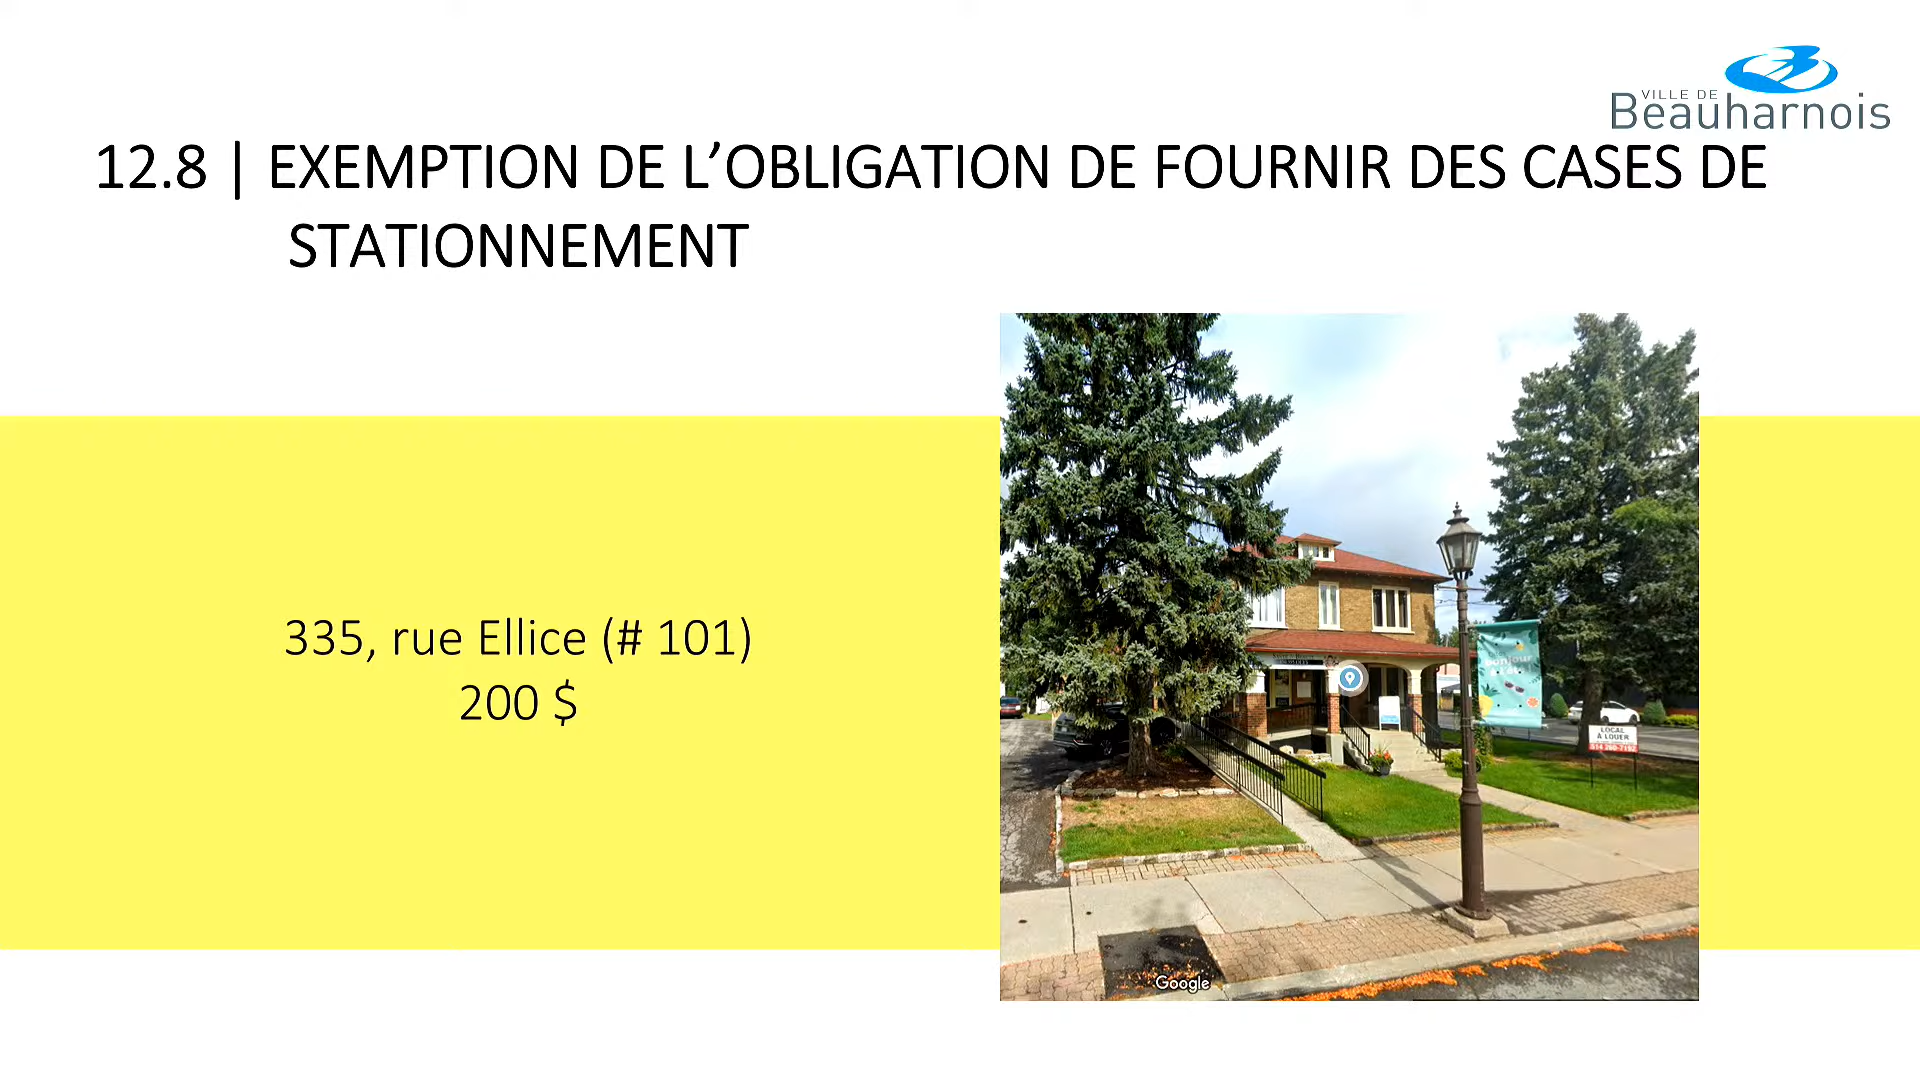 VILLE DE
Beauharnois
12.8 | EXEMPTION DE L’OBLIGATION DE FOURNIR DES CASES DE
STATIONNEMENT
335, rue Ellice (# 101)
200 $
bonjour
LOCAL
À LOUER
Google